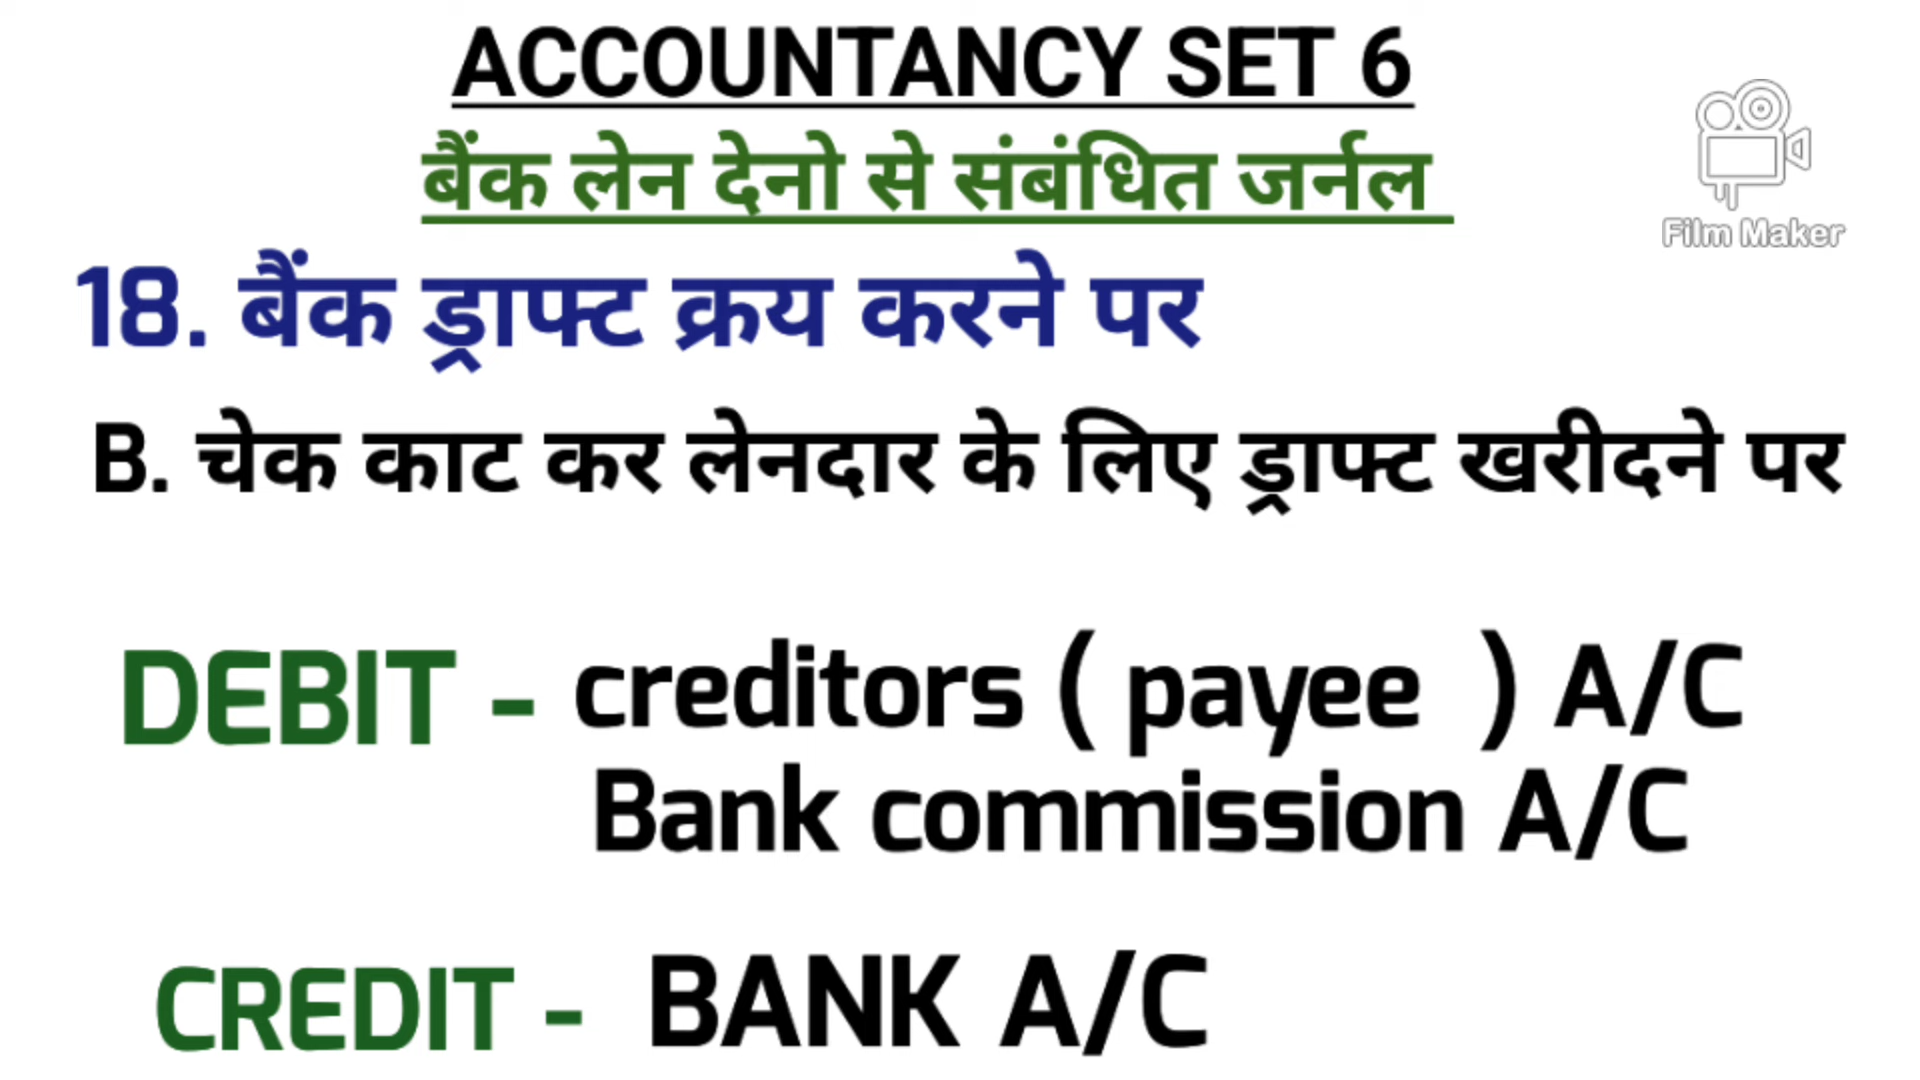 ACCOUNTANCY SET 6
बैंक लेन देनो से संबंधित जर्नल
Film Maker
18. बैंक ड्राफ्ट क्रय करने पर
B. चेक काट कर लेनदार के लिए ड्राफ्ट खरीदने पर
DEBIT - creditors ( payee ) A/C
Bank commission A/C
CREDIT - BANK A/C